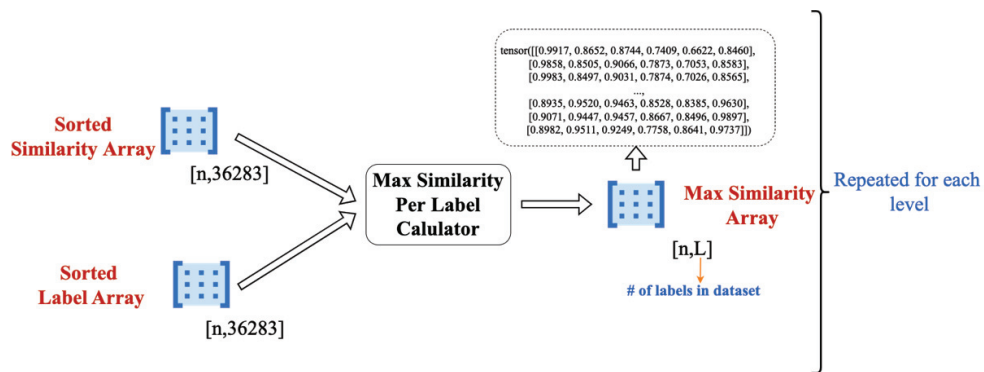 tensor([[0.9917, 0.8652, 0.8744, 0.7409, 0.6622, 0.8460],
[0.9858, 0.8505, 0.9066, 0.7873, 0.7053, 0.8583],
[0.9983, 0.8497, 0.9031, 0.7874, 0.7026, 0.8565],
...,
[0.8935, 0.9520, 0.9463, 0.8528, 0.8385, 0.9630],
[0.9071, 0.9447, 0.9457, 0.8667, 0.8496, 0.9897],
[0.8982, 0.9511, 0.9249, 0.7758, 0.8641, 0.9737]])
Sorted
Similarity Array
[n,36283]
Sorted
Label Array
[n,36283]
Max Similarity
Per Label
Calulator
Max Similarity
Array
[n,L]
# of labels in dataset
Repeated for each
level